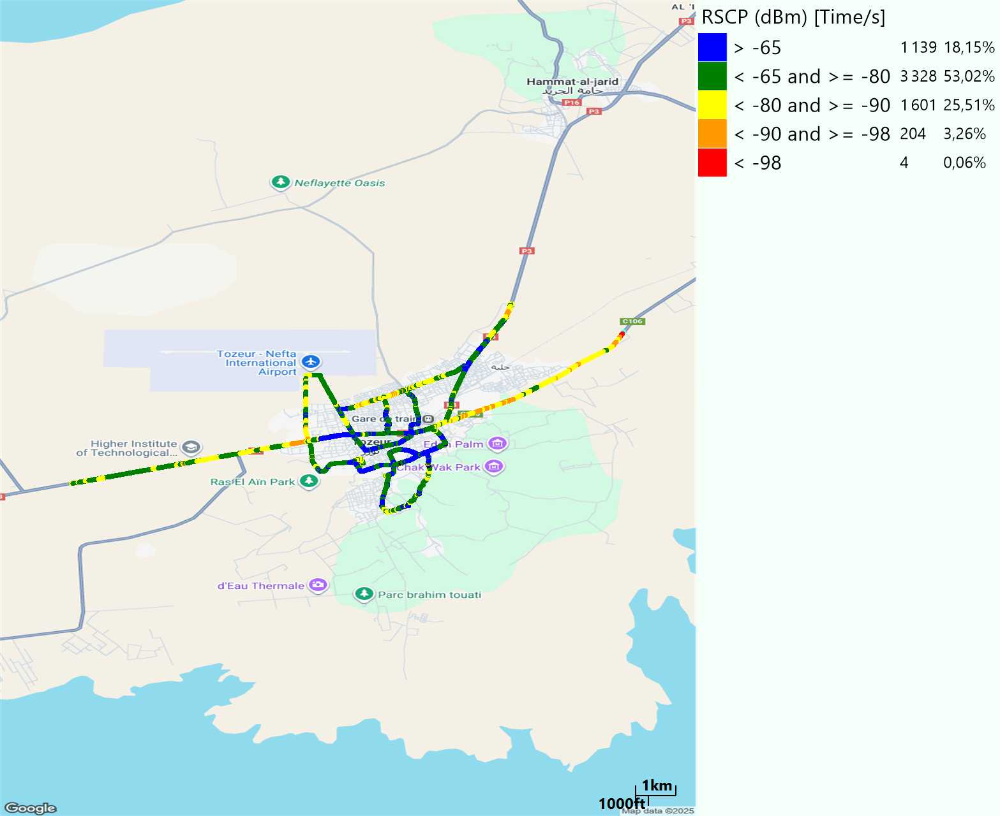 AL 'I
P3
RSCP (dBm) [Time/s]
> -65 1 139 18,15%
< -65 and >= -80 3 328 53,02%
< -80 and >= -90 1 601 25,51%
< -90 and >= -98 204 3,26%
< -98 4 0,06%
Hammat-al-jarid
حامة الجريد
P16
P3
Neflayette Oasis
P3
C106
Tozeur - Nefta
International
Airport
حلبة
Gare de train
Higher Institute
of Technological...
Tozeur
توزر
Eden Palm
Chak Wak Park
Ras El Aïn Park
3
d'Eau Thermale
Parc brahim touati
1km
1000ft
Google
Map data ©2025